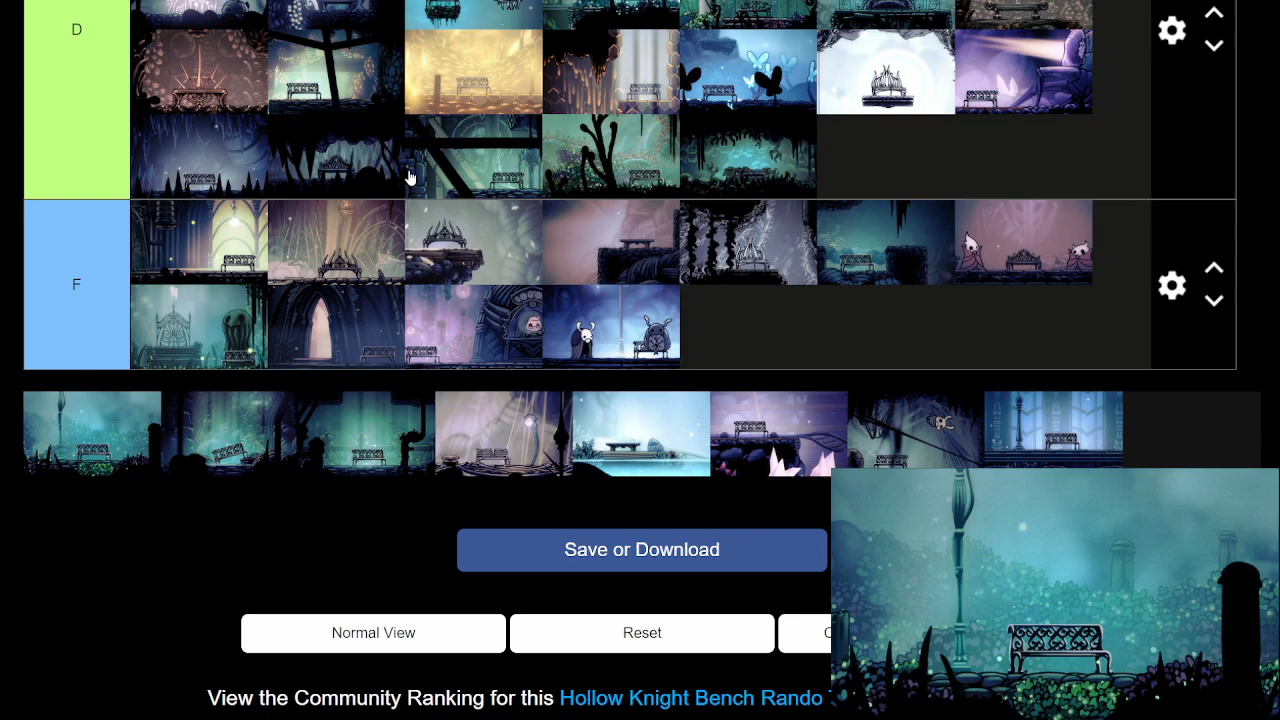 D
F
Save or Download
Normal View
Reset
View the Community Ranking for this Hollow Knight Bench Rando